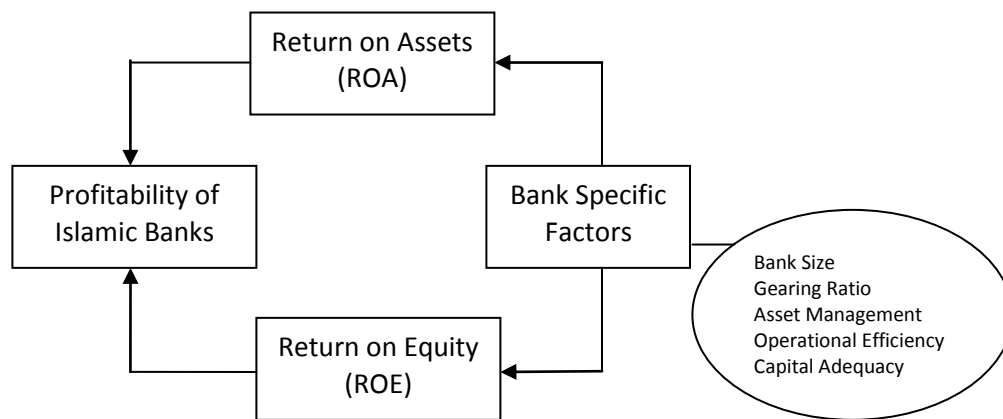 Return on Assets
(ROA)
Profitability of
Islamic Banks
Bank Specific
Factors
Bank Size
Gearing Ratio
Asset Management
Operational Efficiency
Capital Adequacy
Return on Equity
(ROE)